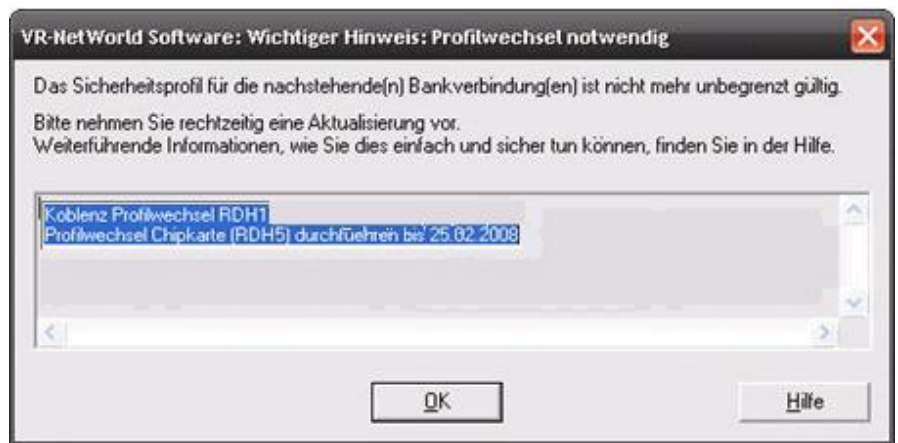 VR-NetWorld Software: Wichtiger Hinweis: Profilwechsel notwendig
Das Sicherheitsprofil für die nachstehende(n) Bankverbindung(en) ist nicht mehr unbegrenzt gültig.
Bitte nehmen Sie rechtzeitig eine Aktualisierung vor.
Weiterführende Informationen, wie Sie dies einfach und sicher tun können, finden Sie in der Hilfe.
Koblenz Profilwechsel RDH1
Profilwechsel Chipkarte (RDH5) durchfuehren bis 25.02.2008
OK
Hilfe